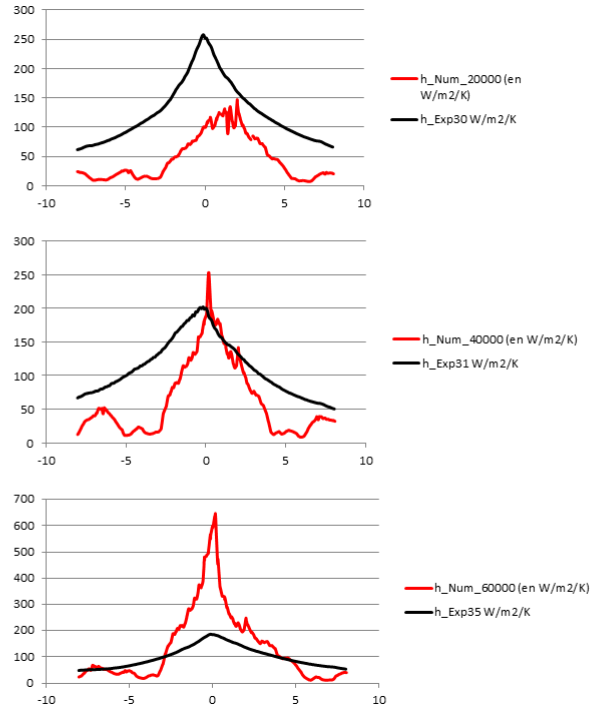 300
250
200
150
100
50
0
-10 -5 0 5 10
h_Num_20000 (en
W/m2/K)
h_Exp30 W/m2/K
300
250
200
150
100
50
0
-10 -5 0 5 10
h_Num_40000 (en W/m2/K)
h_Exp31 W/m2/K
700
600
500
400
300
200
100
0
-10 -5 0 5 10
h_Num_60000 (en W/m2/K)
h_Exp35 W/m2/K